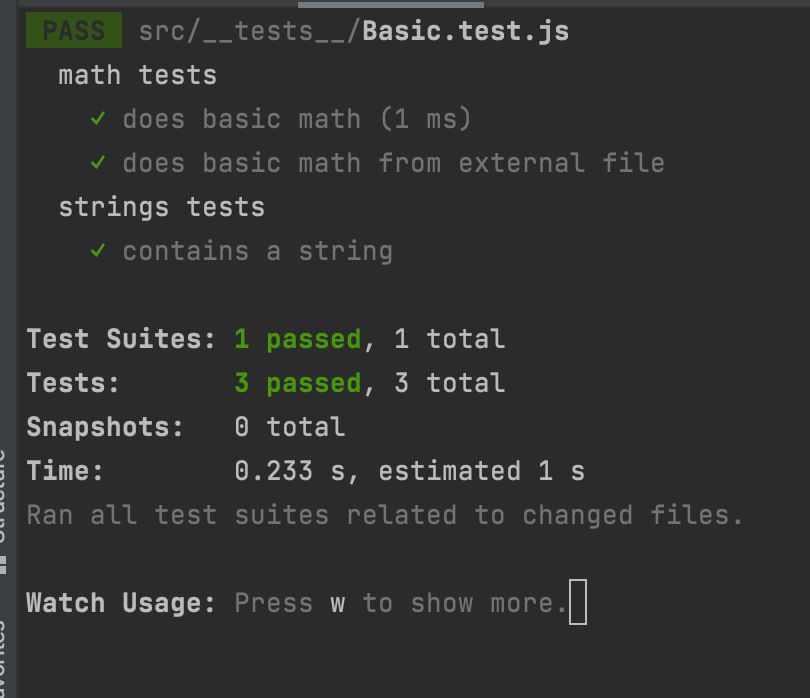 PASS src/__tests__/Basic.test.js
math tests
✓ does basic math (1 ms)
✓ does basic math from external file
strings tests
✓ contains a string
Test Suites: 1 passed, 1 total
Tests: 3 passed, 3 total
Snapshots: 0 total
Time: 0.233 s, estimated 1 s
Ran all test suites related to changed files.
Watch Usage: Press w to show more.